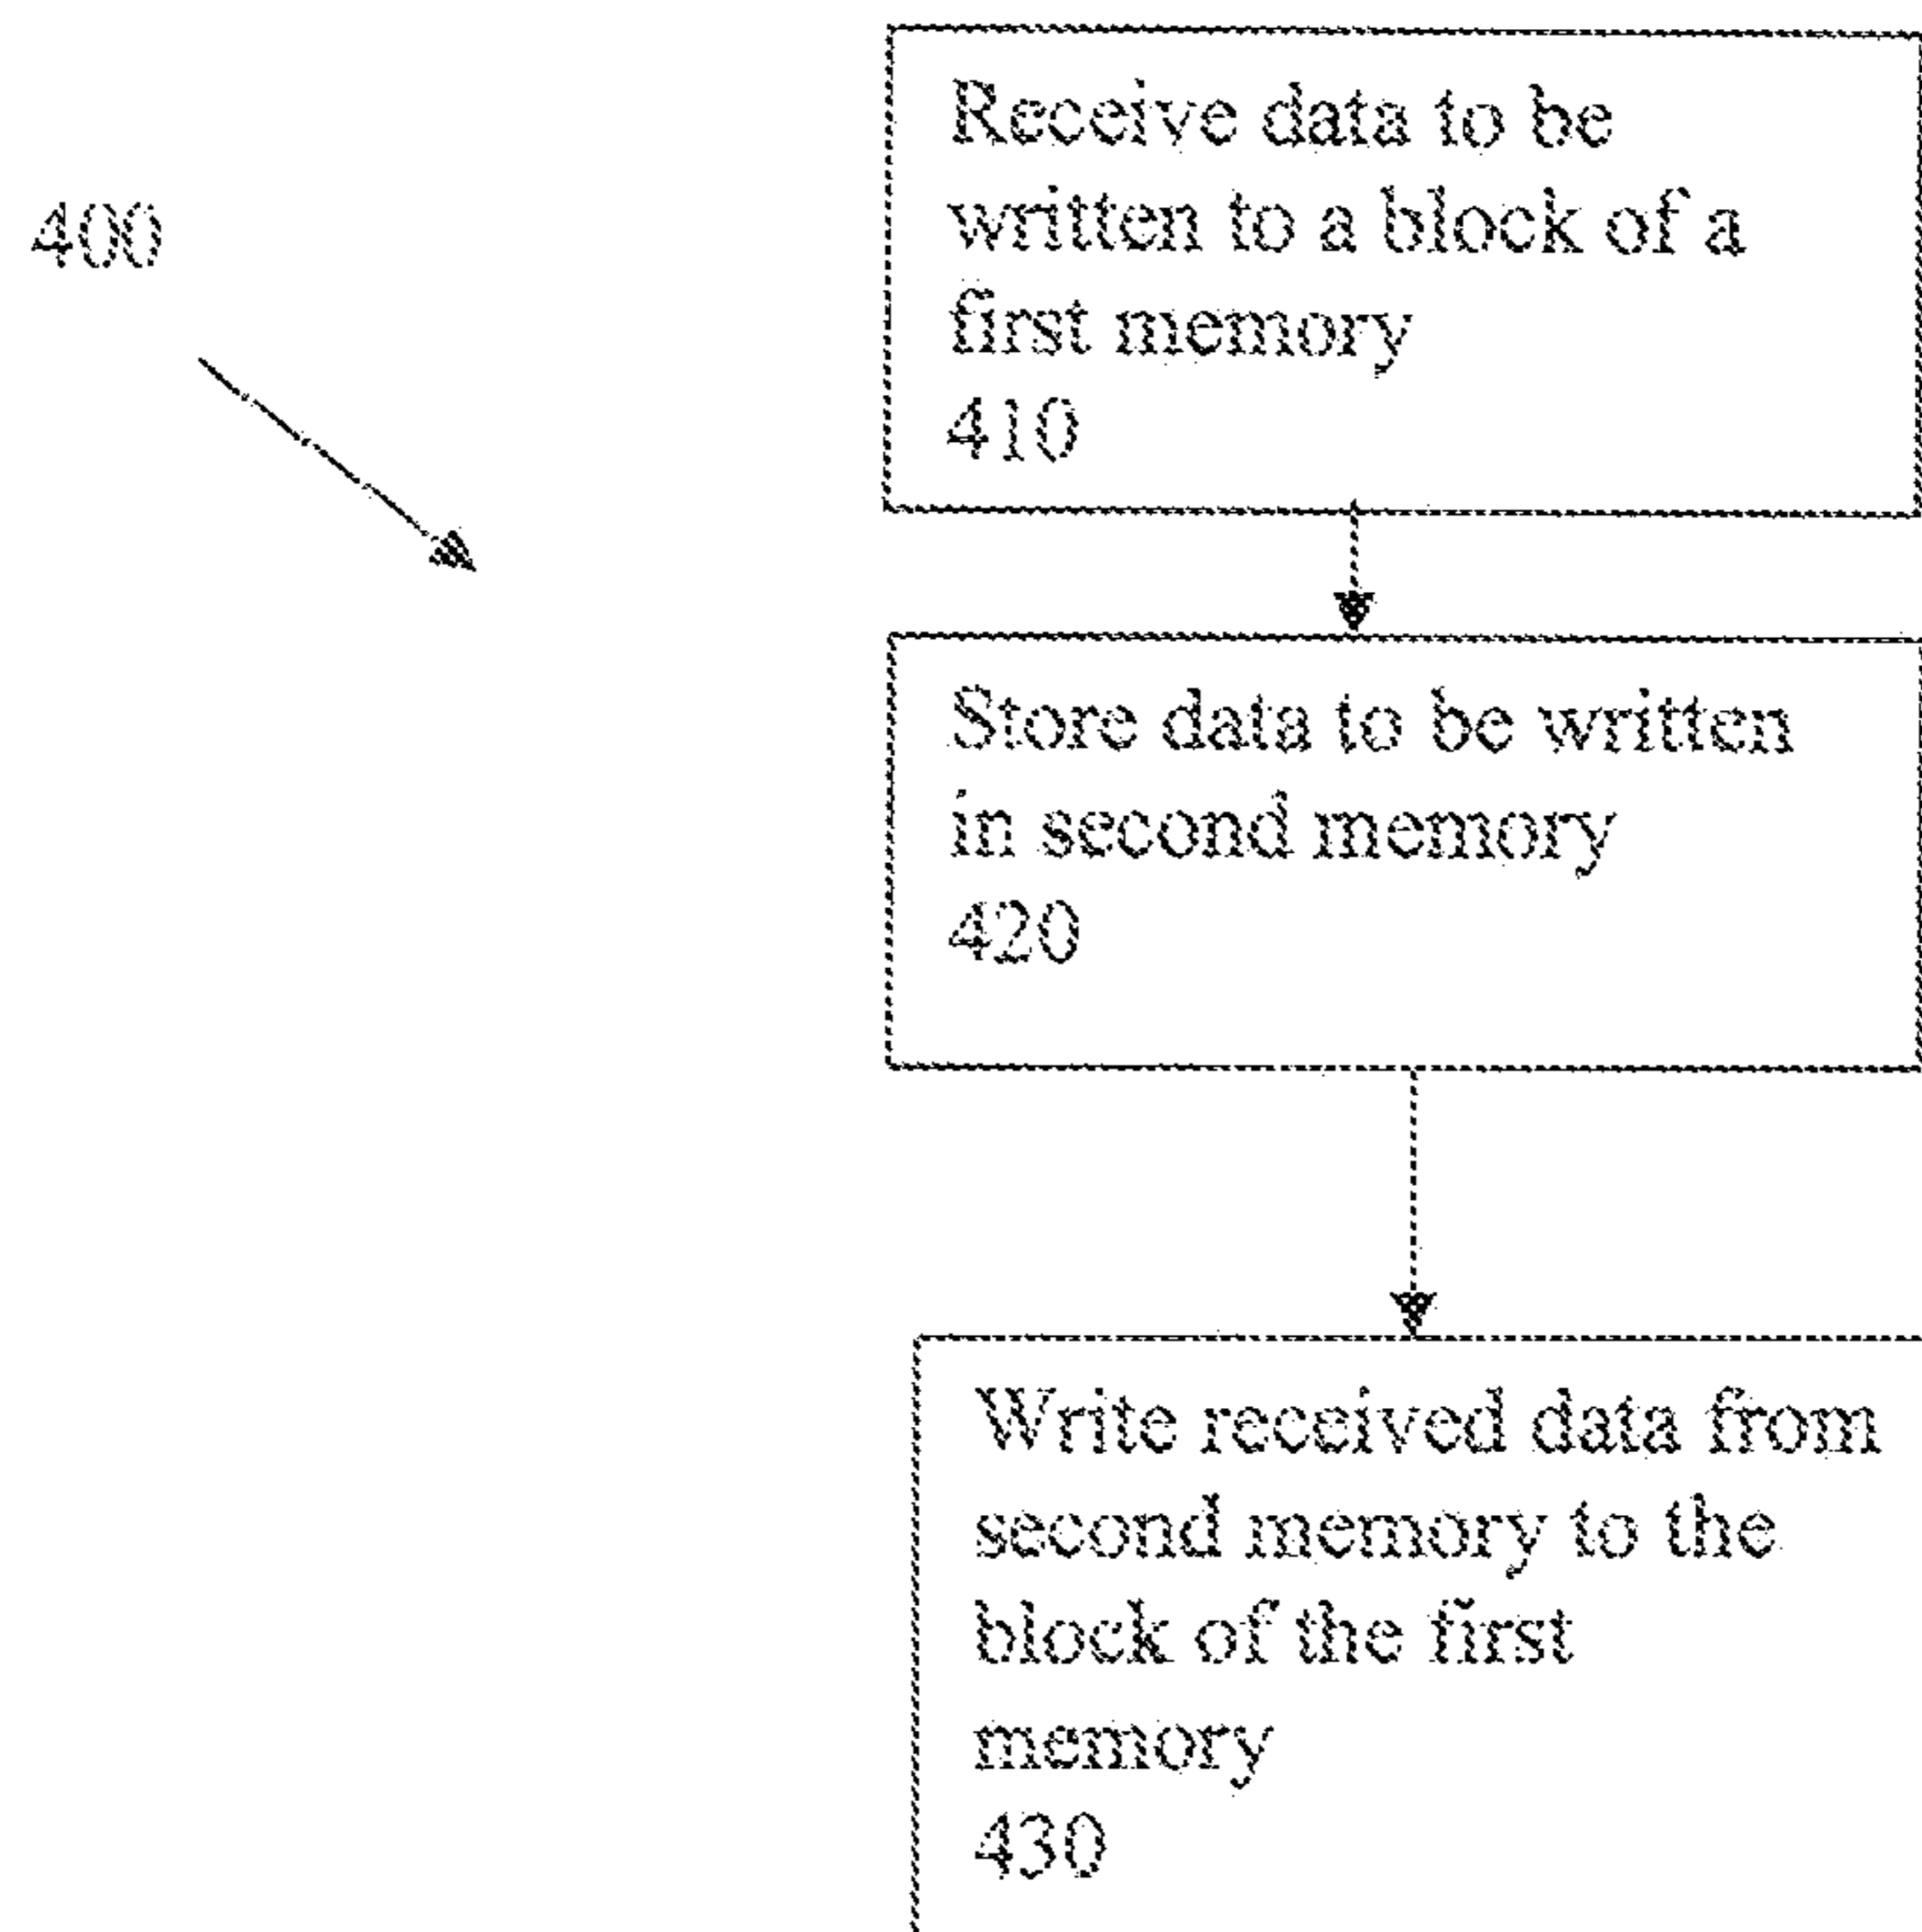 400
Receive data to be
written to a block of a
first memory
410
Store data to be written
in second memory
420
Write received data from
second memory to the
block of the first
memory
430